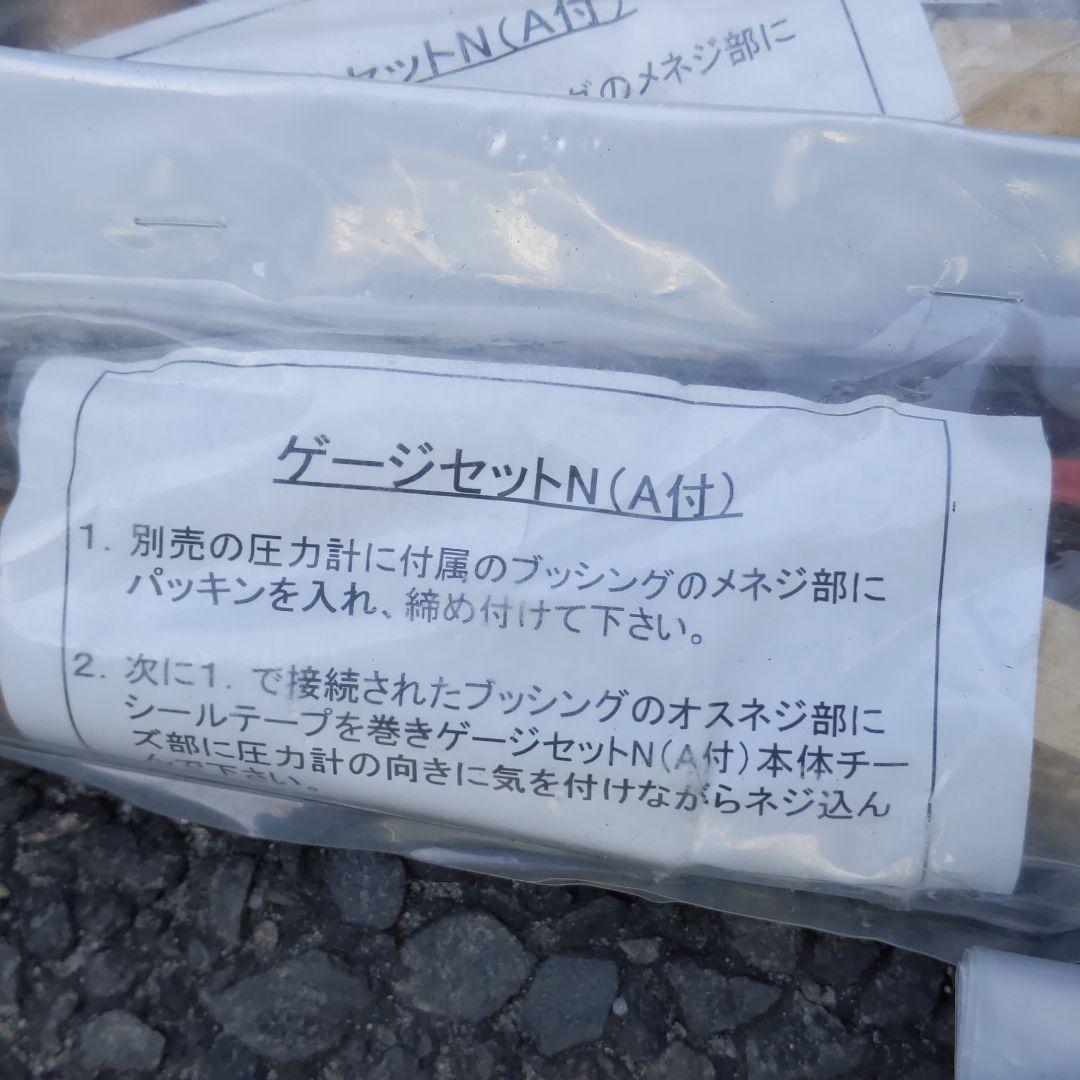 セットN(A付)
のメネジ部に
ゲージセットN(A付)
1. 別売の圧力計に付属のブッシングのメネジ部に
パッキンを入れ、締め付けて下さい。
2. 次に1. で接続されたブッシングのオスネジ部に
シールテープを巻きゲージセットN(A付)本体チー
ズ部に圧力計の向きに気を付けながらネジ込ん
で下さい。